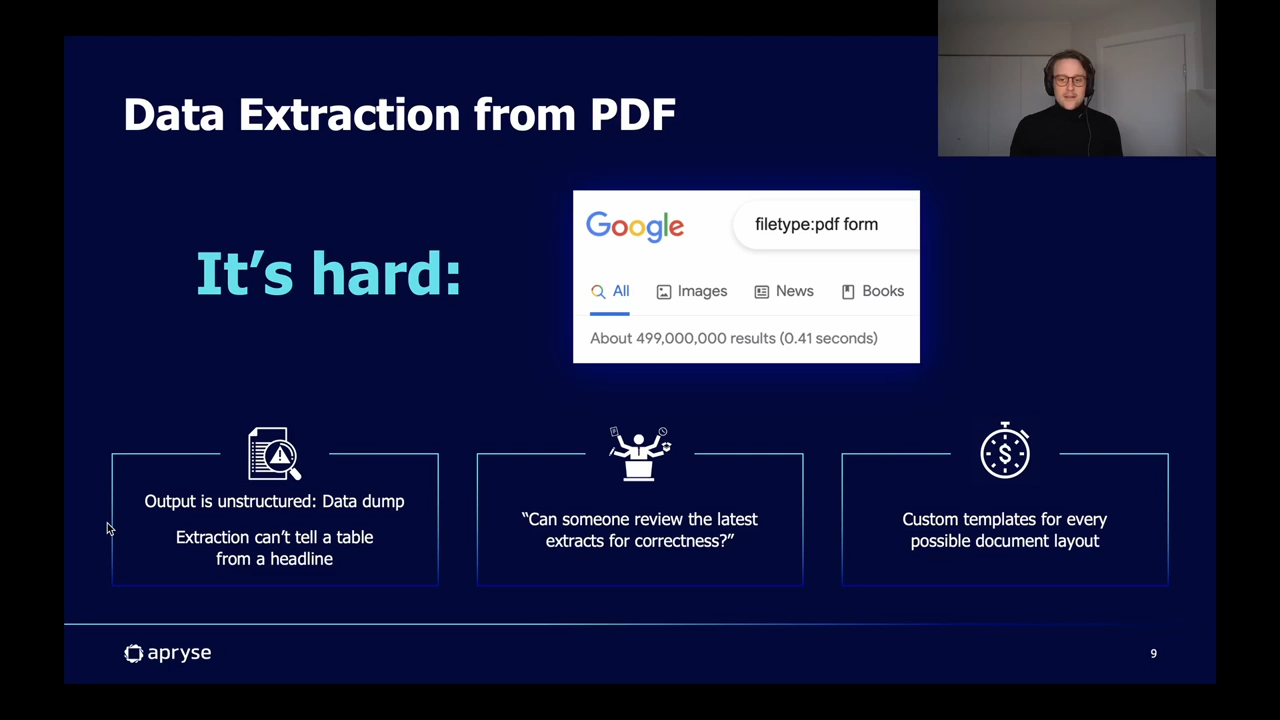 Data Extraction from PDF
It’s hard:
Google
filetype:pdf form
All Images News Books
About 499,000,000 results (0.41 seconds)
Output is unstructured: Data dump
Extraction can’t tell a table
from a headline
“Can someone review the latest
extracts for correctness?”
$
Custom templates for every
possible document layout
apryse
9